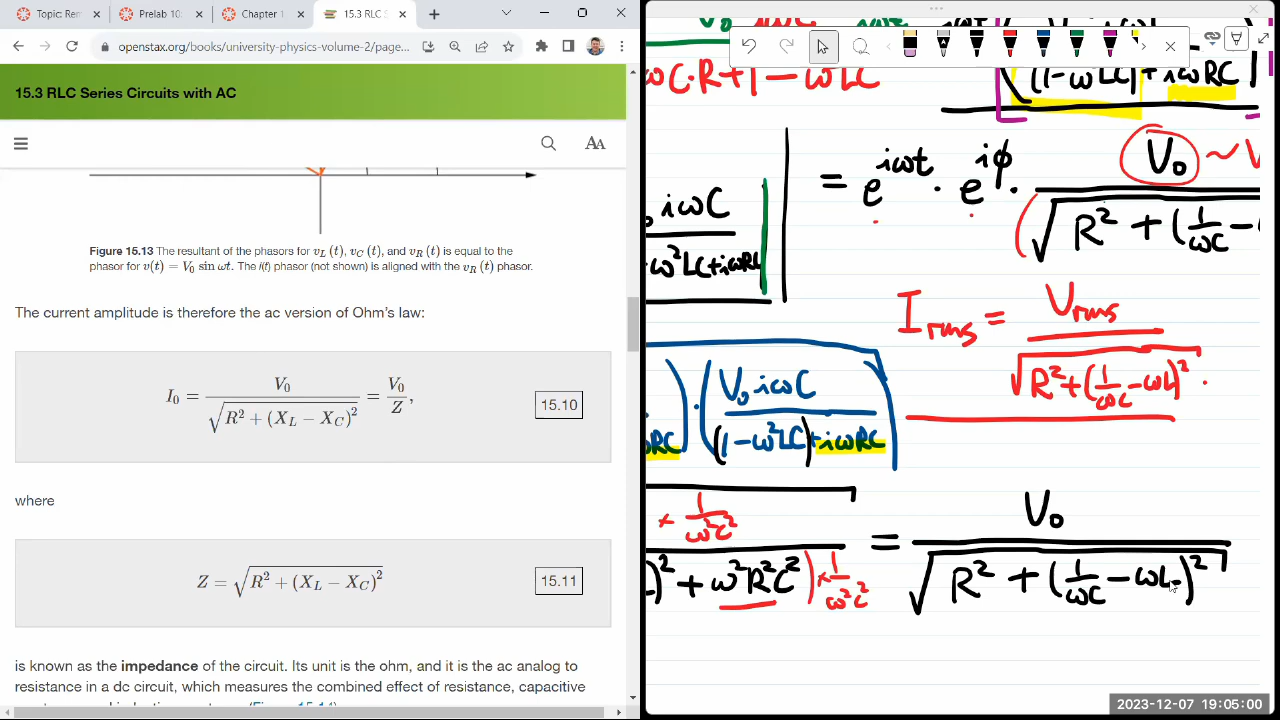 Topic: Rem
Prelab 10.
Chapter 1
15.3 RLC S
openstax.org/books/university-physics-volume-2/page...
15.3 RLC Series Circuits with AC
Figure 15.13 The resultant of the phasors for v_L (t), v_C (t), and v_R (t) is equal to the
phasor for v(t) = V_0 sin ωt. The i(t) phasor (not shown) is aligned with the v_R (t) phasor.
The current amplitude is therefore the ac version of Ohm's law:
I_0 = V_0 / √(R² + (X_L − X_C)²) = V_0 / Z, 15.10
where
Z = √(R² + (X_L − X_C)²) 15.11
is known as the impedance of the circuit. Its unit is the ohm, and it is the ac analog to
resistance in a dc circuit, which measures the combined effect of resistance, capacitive
ωC·R+1−ωLC
(1−ωLC)+iωRC
= e^{iωt} · e^{iφ} · V_0 ~ V
√(R² + (1/ωC −
iωC
ω²LC+iωRC
I_rms = V_rms / √(R²+(1/ωC −ωL)²) .
ωRC) · (V_0 iωC / (1−ω²LC)+iωRC)
× 1/ω²C²
)² + ω²R²C²) × 1/ω²C²
= V_0 / √(R² + (1/ωC −ωL)²)
2023-12-07 19:05:00